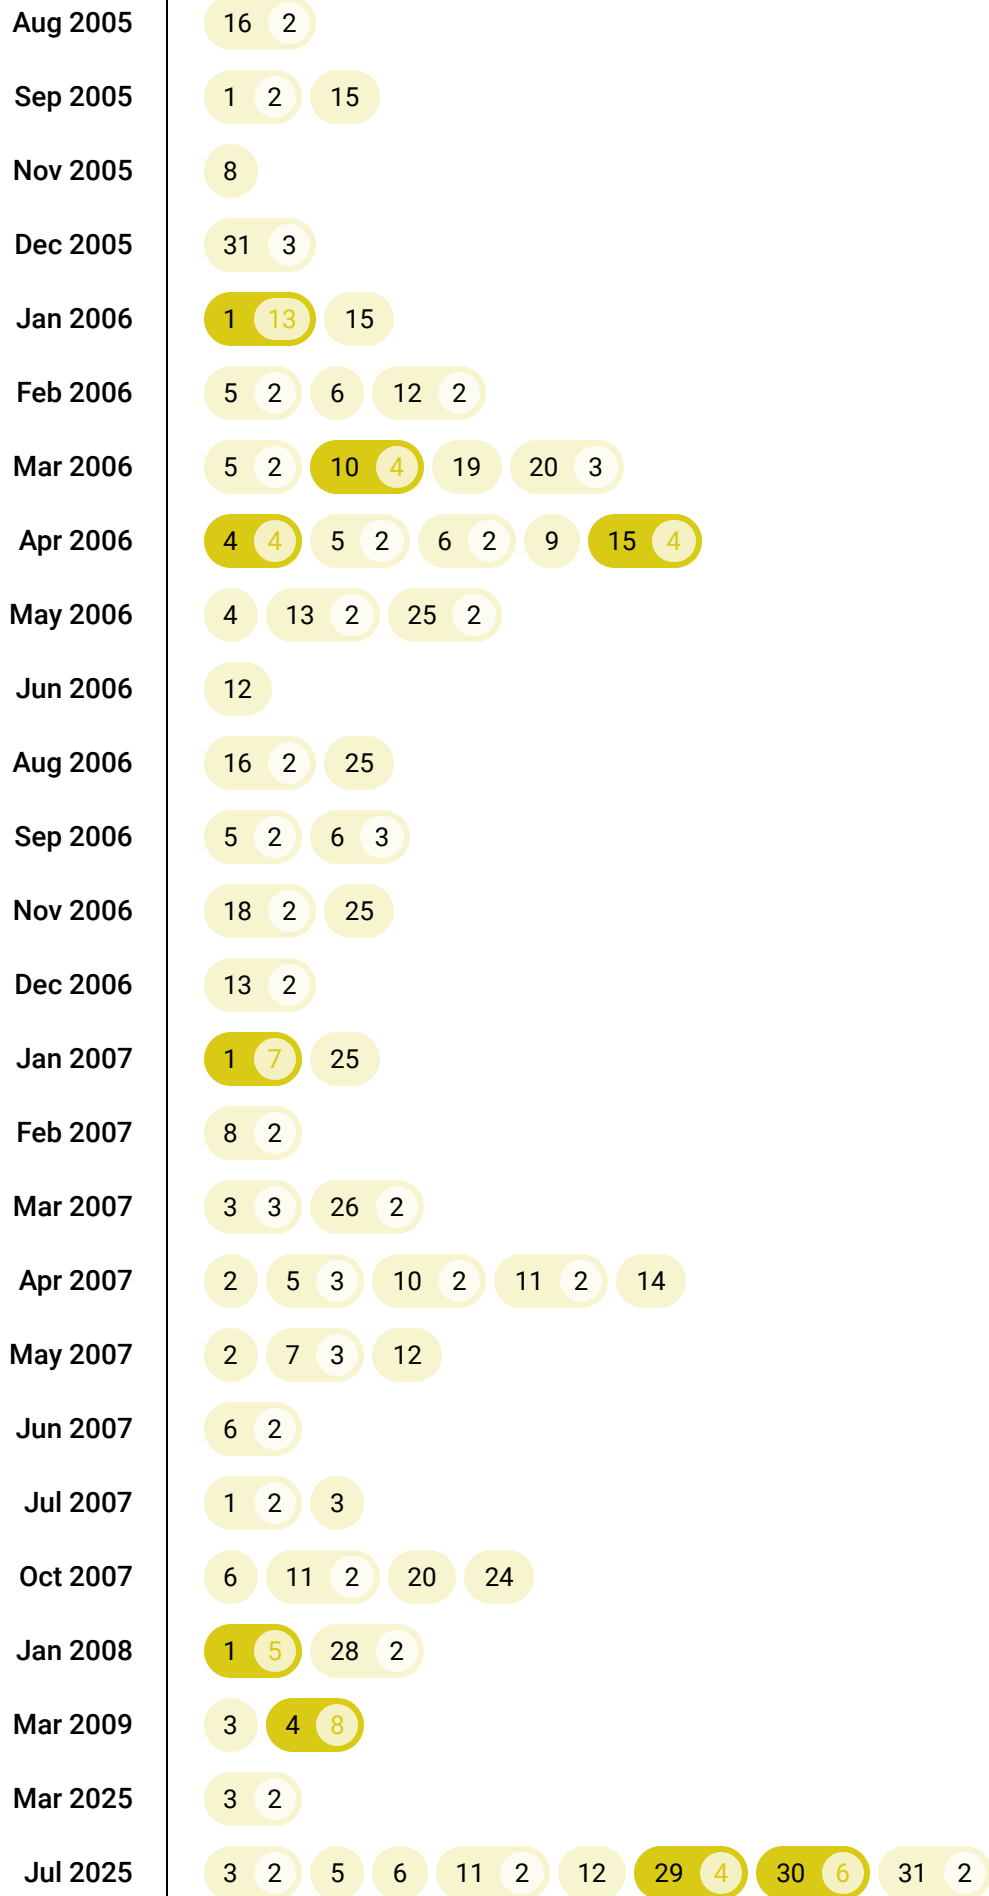 Aug 2005 16 2
Sep 2005 1 2 15
Nov 2005 8
Dec 2005 31 3
Jan 2006 1 13 15
Feb 2006 5 2 6 12 2
Mar 2006 5 2 10 4 19 20 3
Apr 2006 4 4 5 2 6 2 9 15 4
May 2006 4 13 2 25 2
Jun 2006 12
Aug 2006 16 2 25
Sep 2006 5 2 6 3
Nov 2006 18 2 25
Dec 2006 13 2
Jan 2007 1 7 25
Feb 2007 8 2
Mar 2007 3 3 26 2
Apr 2007 2 5 3 10 2 11 2 14
May 2007 2 7 3 12
Jun 2007 6 2
Jul 2007 1 2 3
Oct 2007 6 11 2 20 24
Jan 2008 1 5 28 2
Mar 2009 3 4 8
Mar 2025 3 2
Jul 2025 3 2 5 6 11 2 12 29 4 30 6 31 2